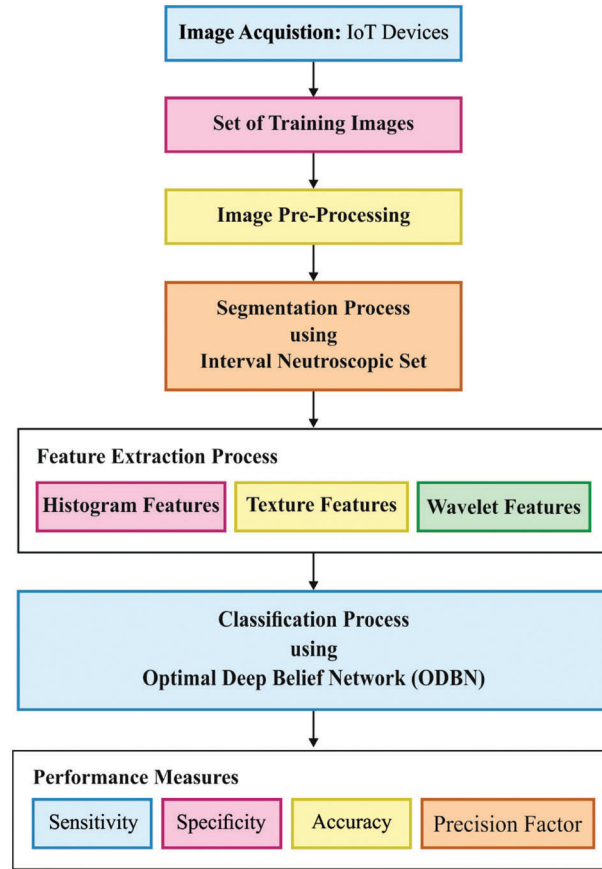 Image Acquistion: IoT Devices
Set of Training Images
Image Pre-Processing
Segmentation Process
using
Interval Neutroscopic Set
Feature Extraction Process
Histogram Features
Texture Features
Wavelet Features
Classification Process
using
Optimal Deep Belief Network (ODBN)
Performance Measures
Sensitivity
Specificity
Accuracy
Precision Factor